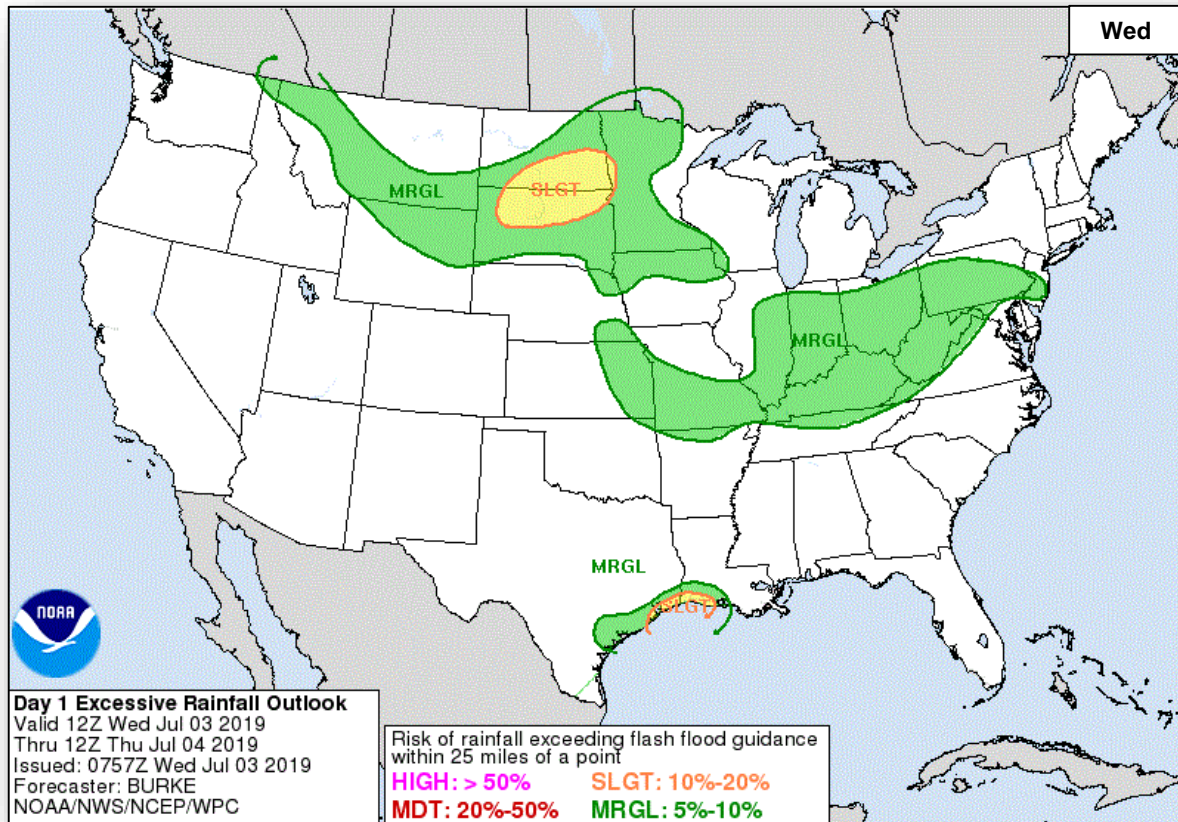 Wed
MRGL
SLGT
MRGL
MRGL
SLGT
NOAA
Day 1 Excessive Rainfall Outlook
Valid 12Z Wed Jul 03 2019
Thru 12Z Thu Jul 04 2019
Issued: 0757Z Wed Jul 03 2019
Forecaster: BURKE
NOAA/NWS/NCEP/WPC
Risk of rainfall exceeding flash flood guidance
within 25 miles of a point
HIGH: > 50% SLGT: 10%-20%
MDT: 20%-50% MRGL: 5%-10%